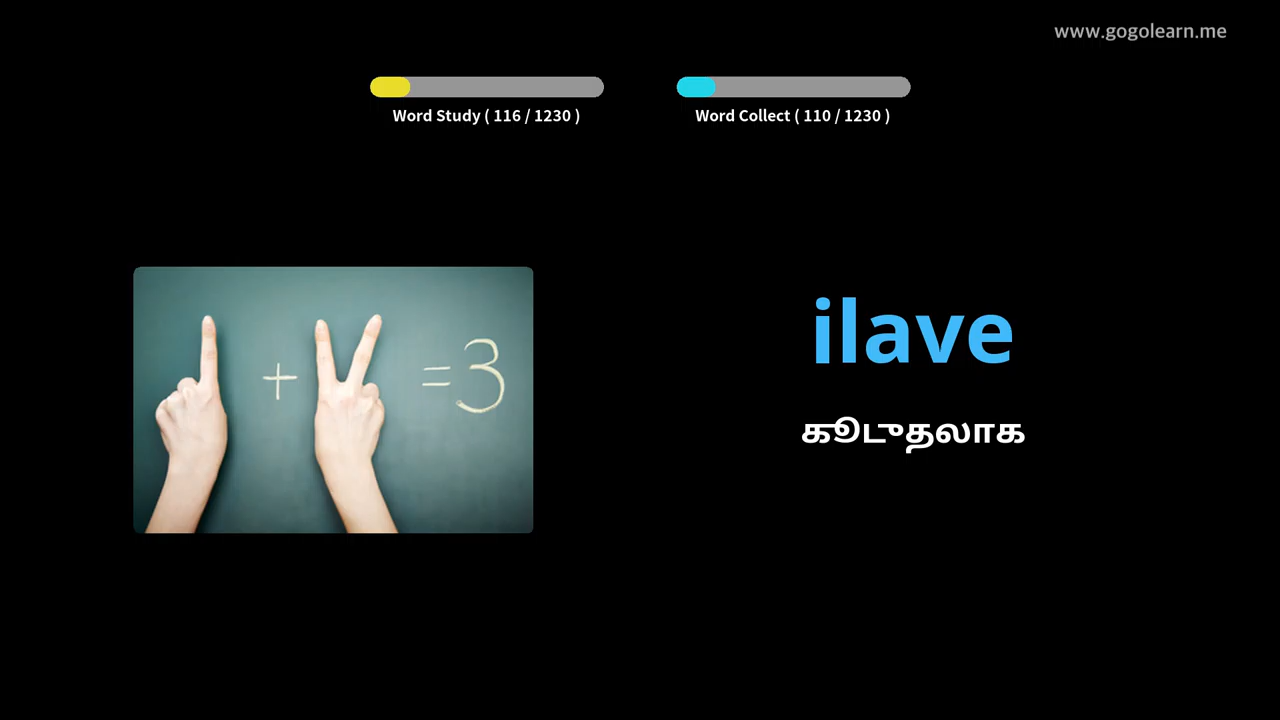 www.gogolearn.me
Word Study ( 116 / 1230 )
Word Collect ( 110 / 1230 )
+ = 3
ilave
கூடுதலாக